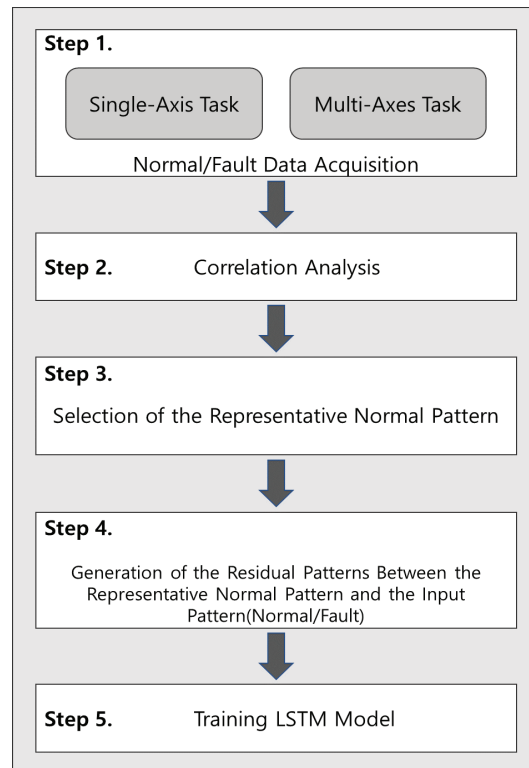 Step 1.
Single-Axis Task
Multi-Axes Task
Normal/Fault Data Acquisition
Step 2. Correlation Analysis
Step 3.
Selection of the Representative Normal Pattern
Step 4.
Generation of the Residual Patterns Between the
Representative Normal Pattern and the Input
Pattern(Normal/Fault)
Step 5. Training LSTM Model